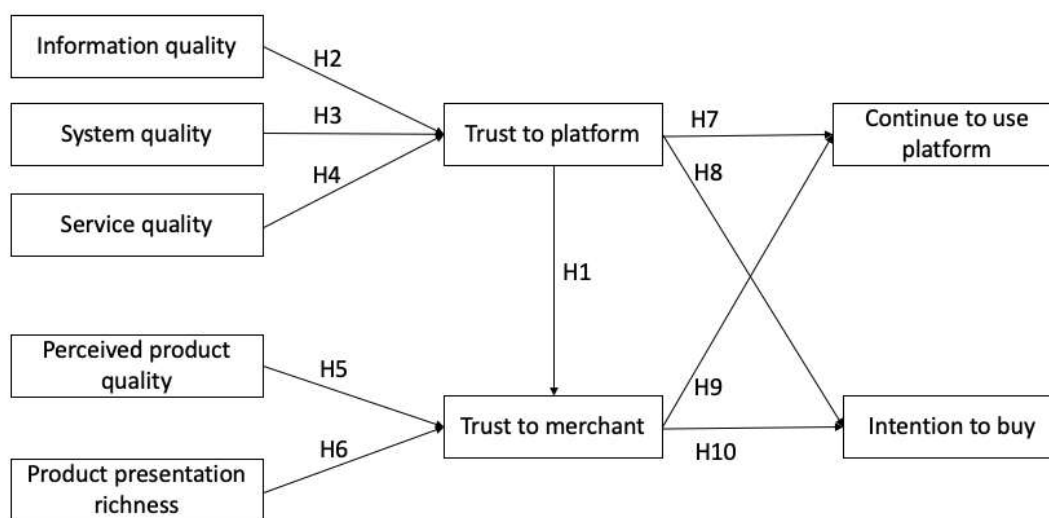 Information quality
H2
System quality
H3
Trust to platform
H7
Continue to use
platform
H4
H8
Service quality
H1
Perceived product
quality
H5
H9
Trust to merchant
Intention to buy
H6
H10
Product presentation
richness